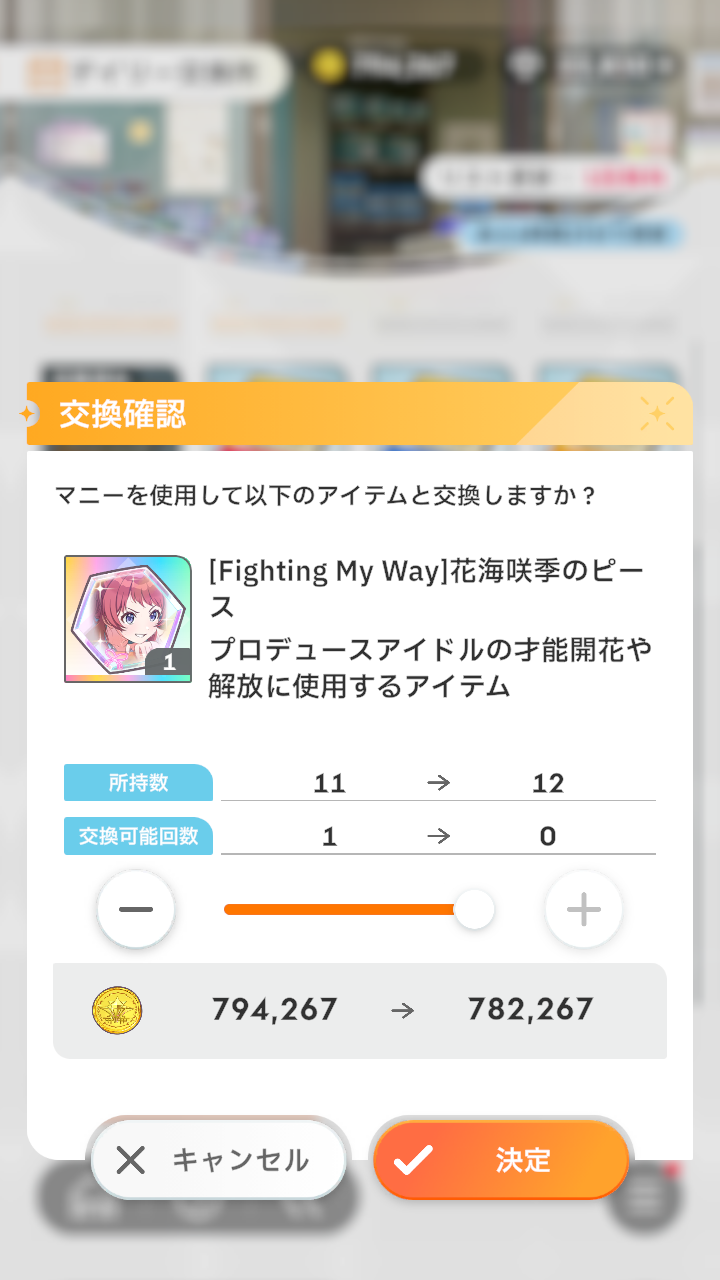 交換確認
マニーを使用して以下のアイテムと交換しますか？
[Fighting My Way]花海咲季のピー
ス
プロデュースアイドルの才能開花や
解放に使用するアイテム
1
所持数 11 → 12
交換可能回数 1 → 0
794,267 → 782,267
キャンセル 決定